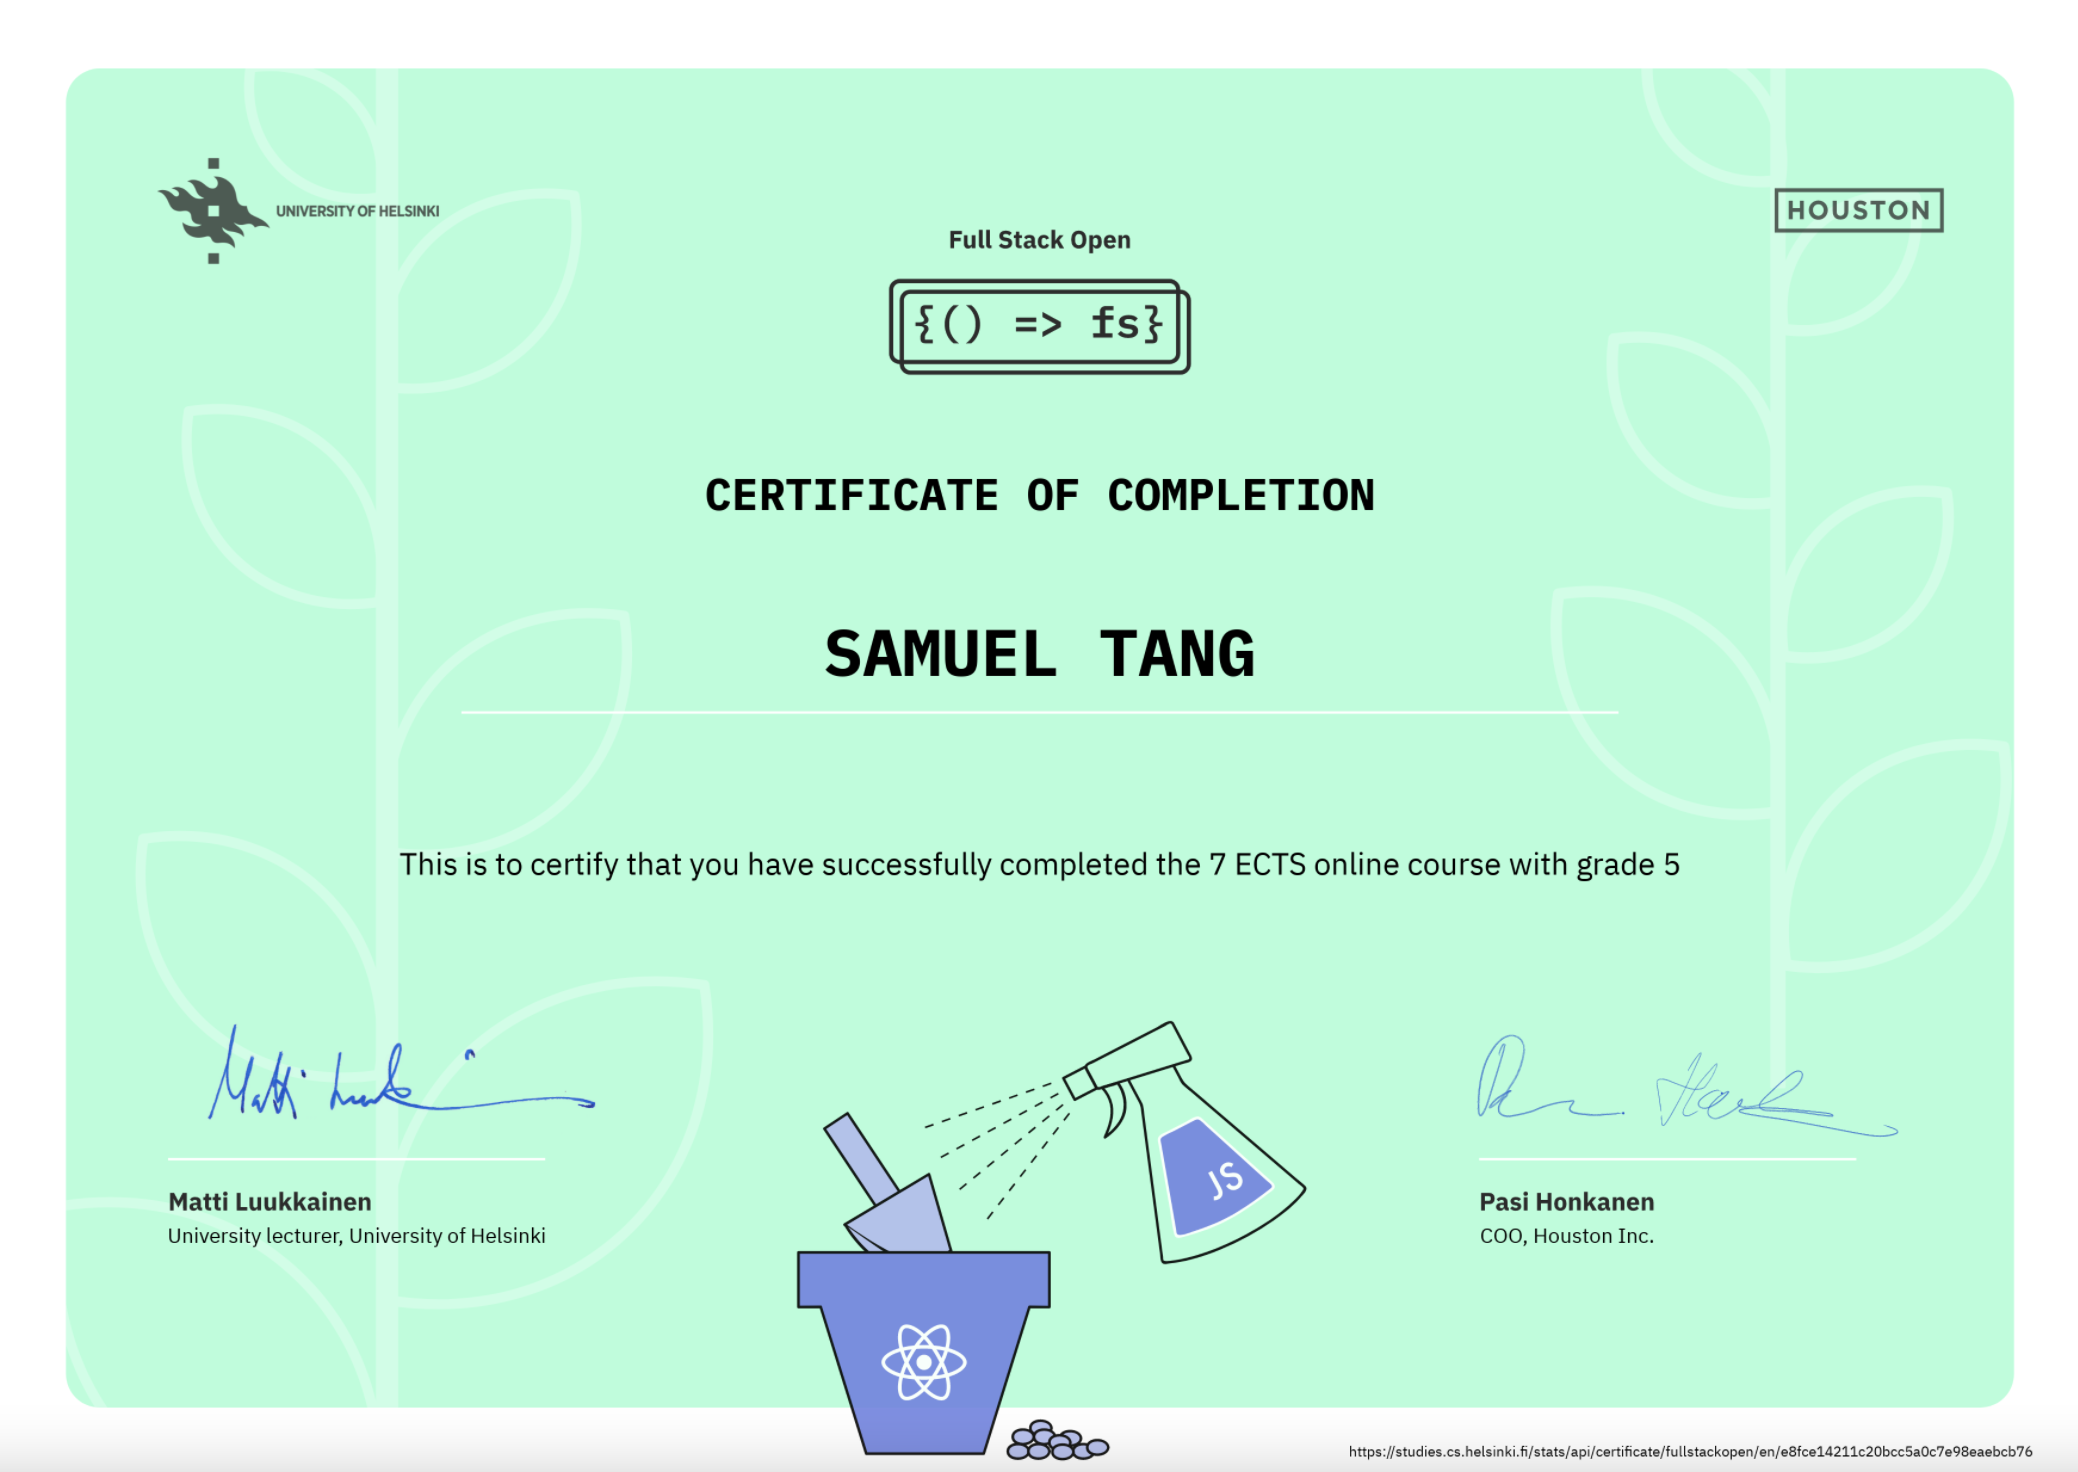 UNIVERSITY OF HELSINKI
HOUSTON
Full Stack Open
{() => fs}
CERTIFICATE OF COMPLETION
SAMUEL TANG
This is to certify that you have successfully completed the 7 ECTS online course with grade 5
Matti Luukkainen
University lecturer, University of Helsinki
JS
Pasi Honkanen
COO, Houston Inc.
https://studies.cs.helsinki.fi/stats/api/certificate/fullstackopen/en/e8fce14211c20bcc5a0c7e98eaebcb76